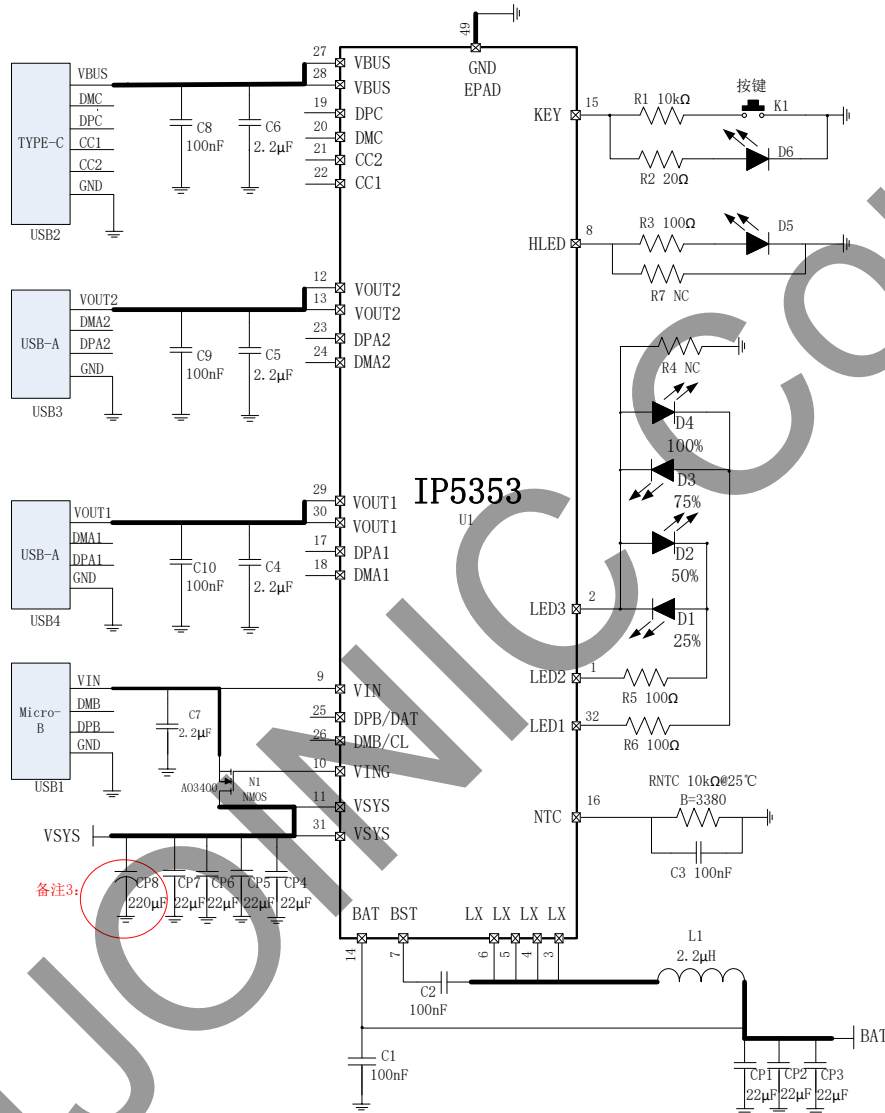 49
GND
EPAD
27
VBUS
28
VBUS
19
DPC
20
DMC
21
CC2
22
CC1
TYPE-C
VBUS
DMC
DPC
CC1
CC2
GND
USB2
C8
100nF
C6
2.2μF
12
VOUT2
13
VOUT2
23
DPA2
24
DMA2
USB-A
VOUT2
DMA2
DPA2
GND
USB3
C9
100nF
C5
2.2μF
29
VOUT1
30
VOUT1
17
DPA1
18
DMA1
USB-A
VOUT1
DMA1
DPA1
GND
USB4
C10
100nF
C4
2.2μF
9
VIN
25
DPB/DAT
26
DMB/CL
10
VING
11
VSYS
31
VSYS
Micro-
B
VIN
DMB
DPB
GND
USB1
C7
2.2μF
AO3400
N1
NMOS
VSYS
备注3:
CP8
220μF
CP7
22μF
CP6
22μF
CP5
22μF
CP4
22μF
IP5353
U1
KEY
15
R1 10kΩ
按键
K1
R2 20Ω
D6
HLED
8
R3 100Ω
D5
R7 NC
R4 NC
D4
100%
D3
75%
D2
50%
D1
25%
LED3
2
LED2
1
R5 100Ω
LED1
32
R6 100Ω
NTC
16
RNTC 10kΩ@25℃
B=3380
C3 100nF
BAT
BST
LX
LX
LX
LX
14
7
6
5
4
3
C2
100nF
L1
2.2μH
C1
100nF
BAT
CP1
22μF
CP2
22μF
CP3
22μF
JOINIC Co